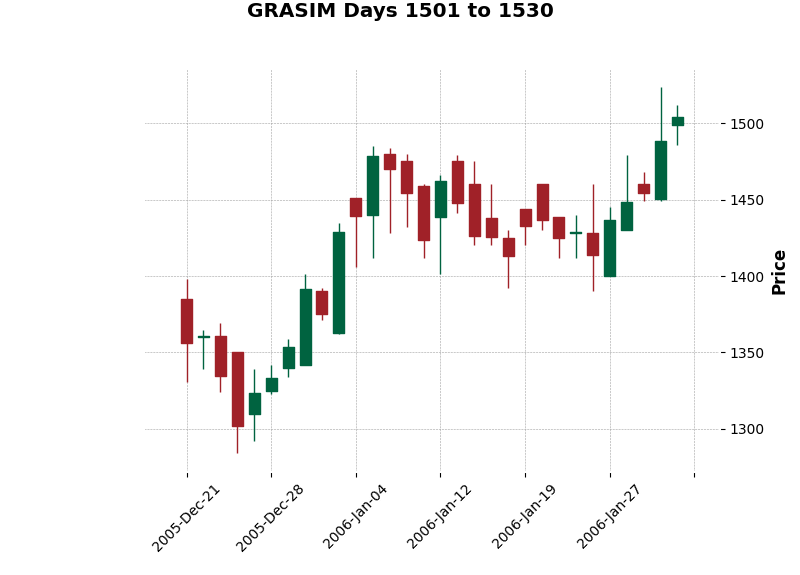 GRASIM Days 1501 to 1530
1500
1450
1400
1350
1300
Price
2005-Dec-21
2005-Dec-28
2006-Jan-04
2006-Jan-12
2006-Jan-19
2006-Jan-27